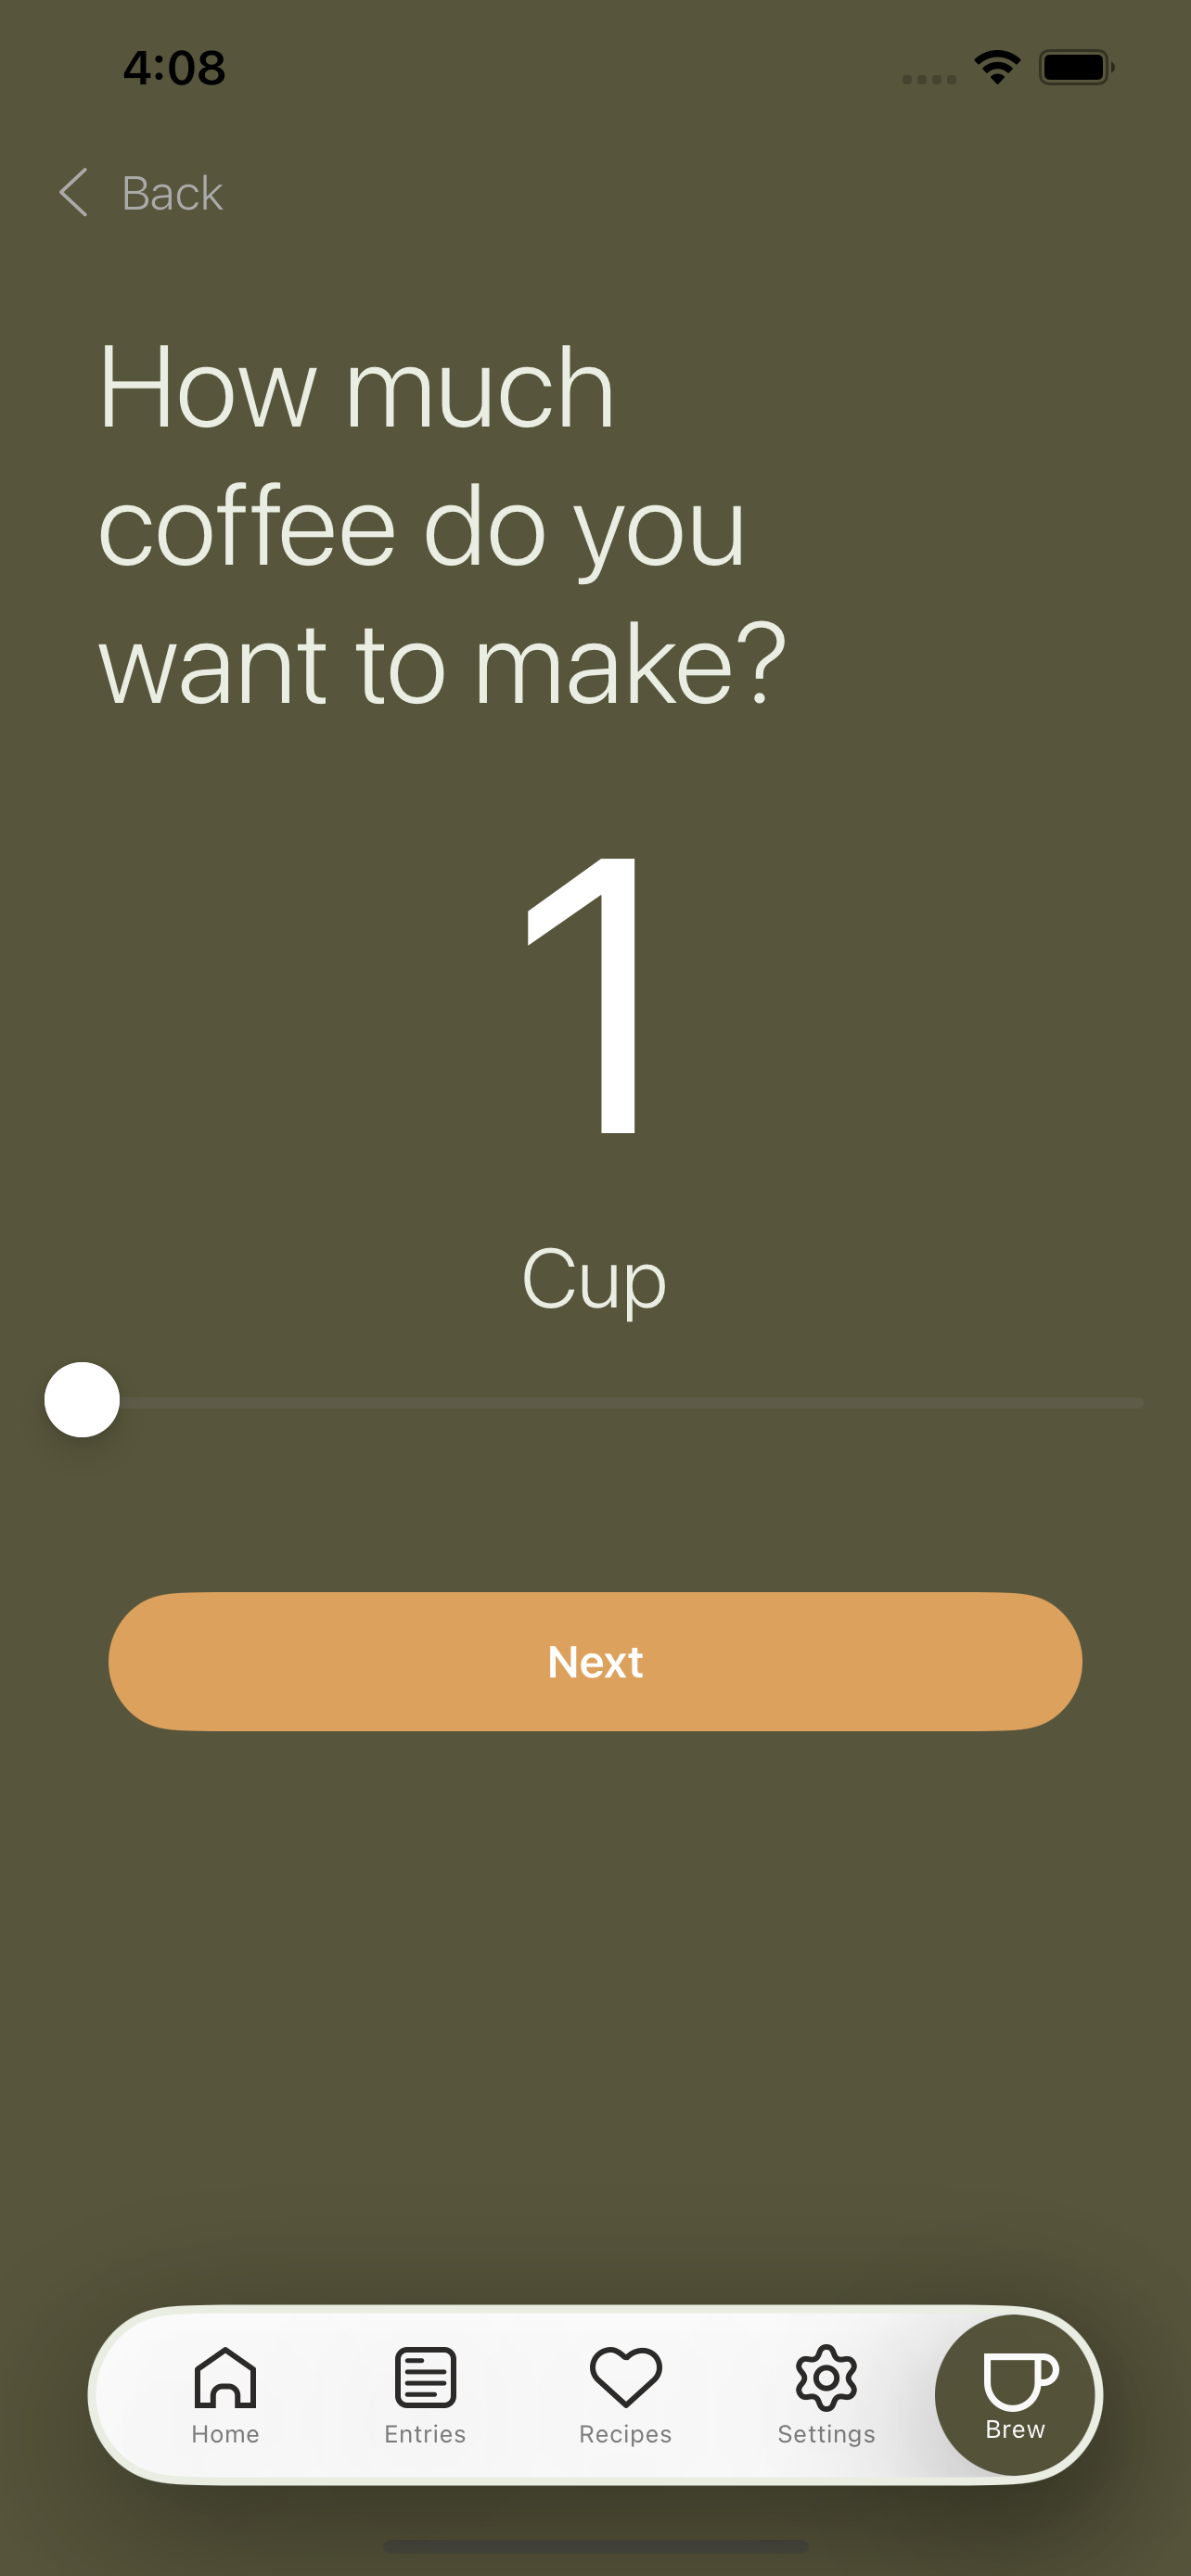 4:08
Back
How much
coffee do you
want to make?
1
Cup
Next
Home
Entries
Recipes
Settings
Brew